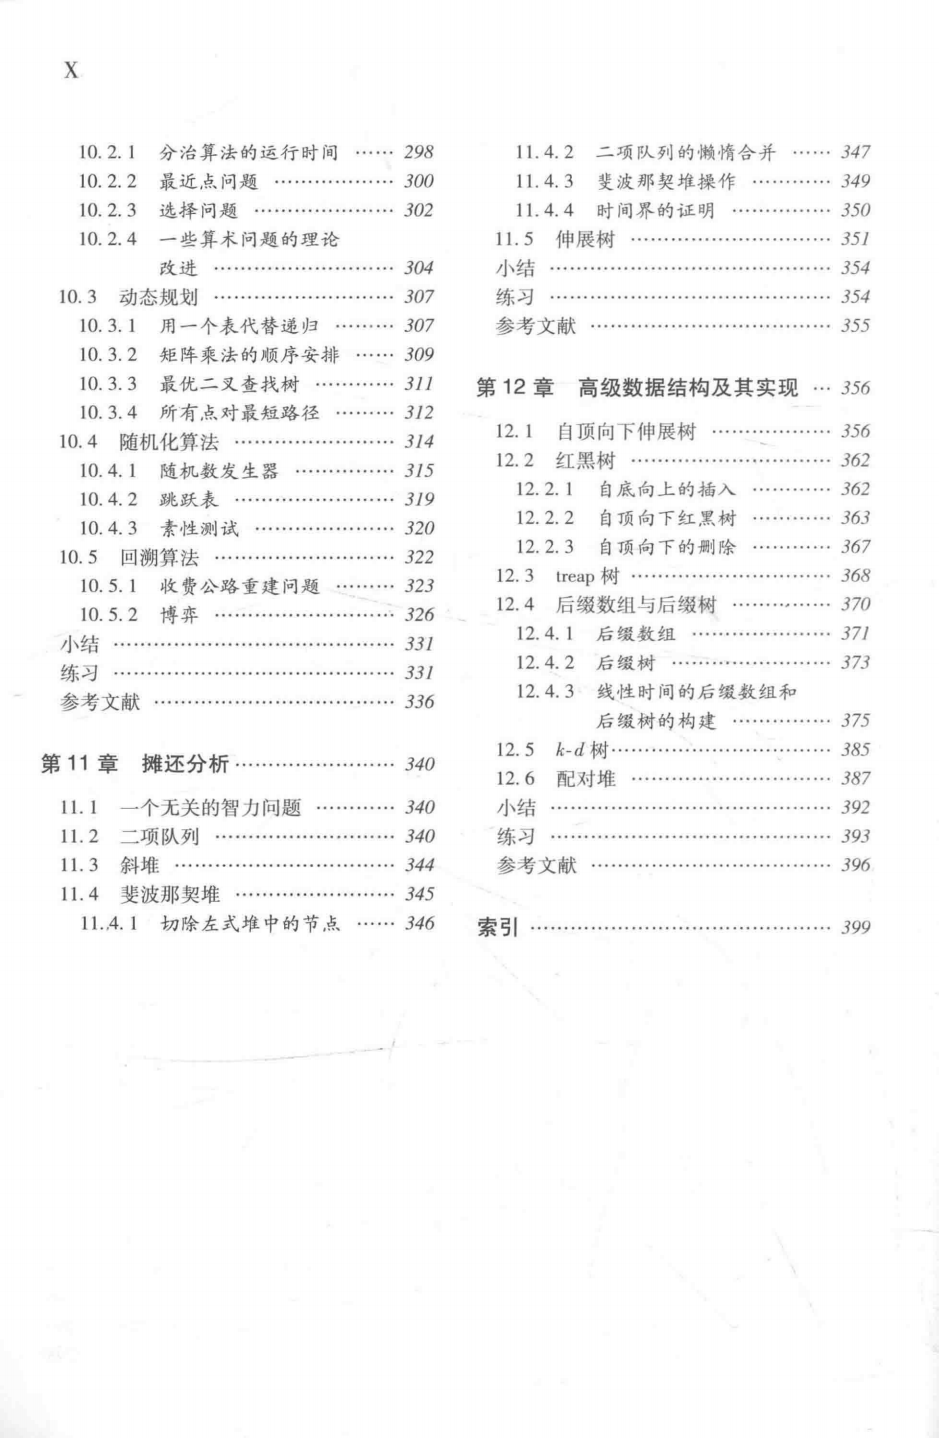 X
10.2.1 分治算法的运行时间 …… 298
10.2.2 最近点问题 ……………… 300
10.2.3 选择问题 ………………… 302
10.2.4 一些算术问题的理论
改进 ……………………… 304
10.3 动态规划 ……………………… 307
10.3.1 用一个表代替递归 ……… 307
10.3.2 矩阵乘法的顺序安排 …… 309
10.3.3 最优二叉查找树 ………… 311
10.3.4 所有点对最短路径 ……… 312
10.4 随机化算法 …………………… 314
10.4.1 随机数发生器 …………… 315
10.4.2 跳跃表 …………………… 319
10.4.3 素性测试 ………………… 320
10.5 回溯算法 ……………………… 322
10.5.1 收费公路重建问题 ……… 323
10.5.2 博弈 ……………………… 326
小结 …………………………………… 331
练习 …………………………………… 331
参考文献 ……………………………… 336
第 11 章 摊还分析 …………………… 340
11.1 一个无关的智力问题 ………… 340
11.2 二项队列 ……………………… 340
11.3 斜堆 …………………………… 344
11.4 斐波那契堆 …………………… 345
11.4.1 切除左式堆中的节点 …… 346
11.4.2 二项队列的懒惰合并 …… 347
11.4.3 斐波那契堆操作 ………… 349
11.4.4 时间界的证明 …………… 350
11.5 伸展树 ………………………… 351
小结 …………………………………… 354
练习 …………………………………… 354
参考文献 ……………………………… 355
第 12 章 高级数据结构及其实现 … 356
12.1 自顶向下伸展树 ……………… 356
12.2 红黑树 ………………………… 362
12.2.1 自底向上的插入 ………… 362
12.2.2 自顶向下红黑树 ………… 363
12.2.3 自顶向下的删除 ………… 367
12.3 treap 树 ………………………… 368
12.4 后缀数组与后缀树 …………… 370
12.4.1 后缀数组 ………………… 371
12.4.2 后缀树 …………………… 373
12.4.3 线性时间的后缀数组和
后缀树的构建 …………… 375
12.5 k-d 树 ………………………… 385
12.6 配对堆 ………………………… 387
小结 …………………………………… 392
练习 …………………………………… 393
参考文献 ……………………………… 396
索引 ……………………………………… 399